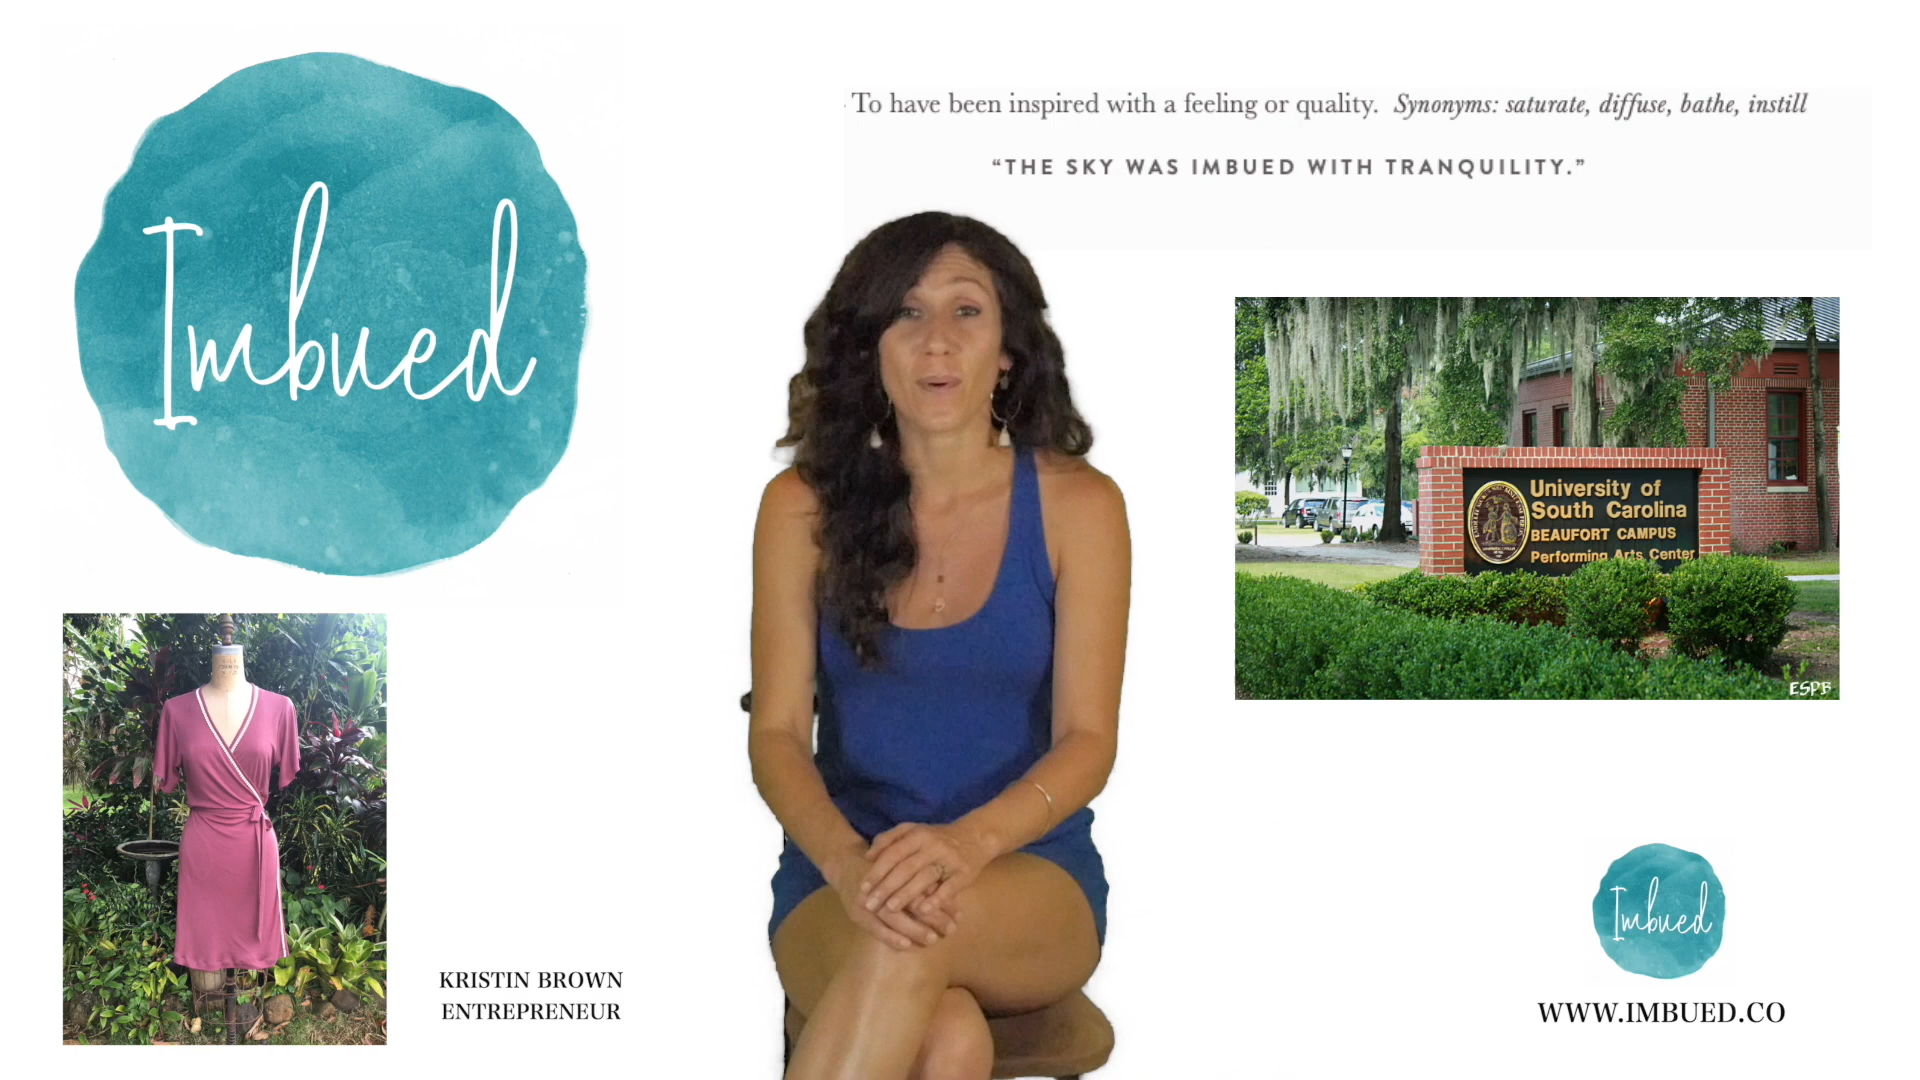 Imbued
To have been inspired with a feeling or quality. Synonyms: saturate, diffuse, bathe, instill
“THE SKY WAS IMBUED WITH TRANQUILITY.”
University of
South Carolina
BEAUFORT CAMPUS
Performing Arts Center
ESPB
KRISTIN BROWN
ENTREPRENEUR
Imbued
WWW.IMBUED.CO